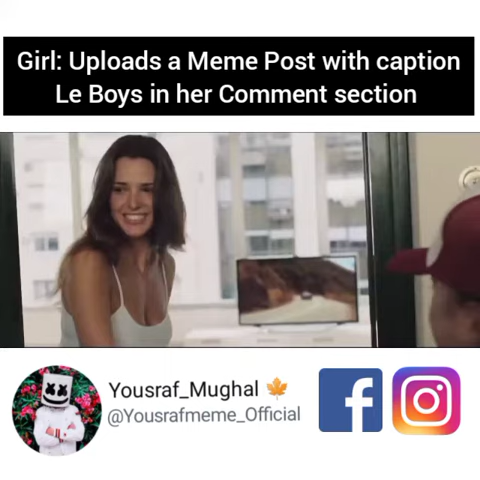 Girl: Uploads a Meme Post with caption
Le Boys in her Comment section
Yousraf_Mughal
@Yousrafmeme_Official